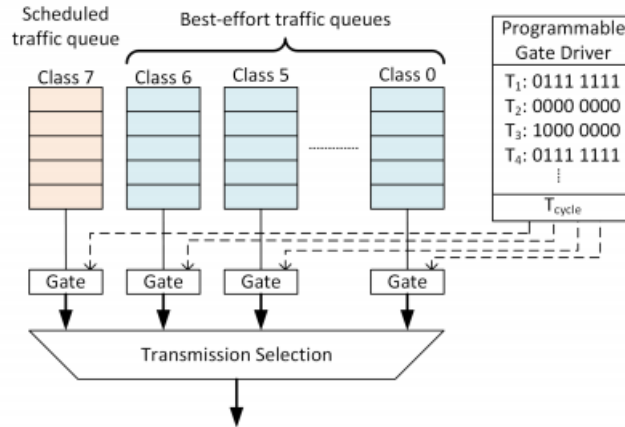 Scheduled
traffic queue
Best-effort traffic queues
Class 7
Class 6
Class 5
Class 0
Programmable
Gate Driver
T₁: 0111 1111
T₂: 0000 0000
T₃: 1000 0000
T₄: 0111 1111
T_cycle
Gate
Gate
Gate
Gate
Transmission Selection